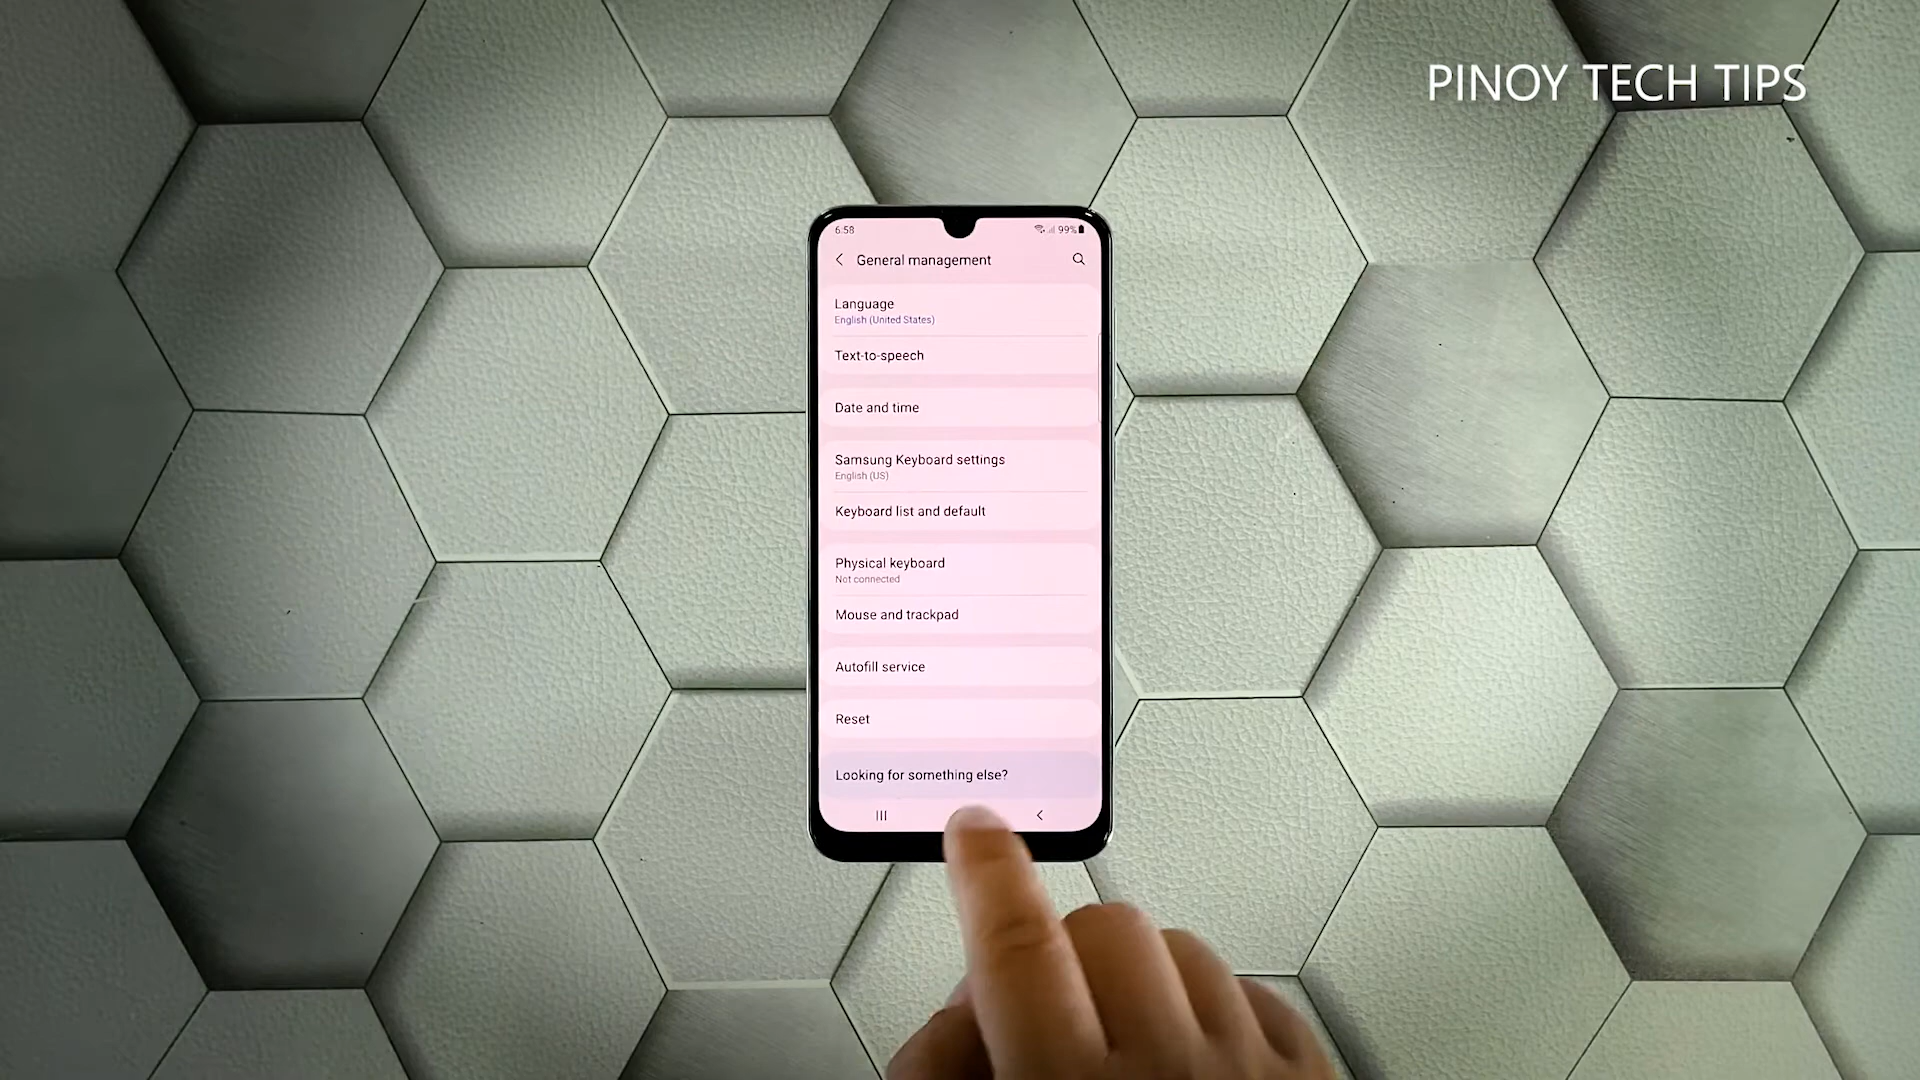 PINOY TECH TIPS
6:58
99%
General management
Language
English (United States)
Text-to-speech
Date and time
Samsung Keyboard settings
English (US)
Keyboard list and default
Physical keyboard
Not connected
Mouse and trackpad
Autofill service
Reset
Looking for something else?